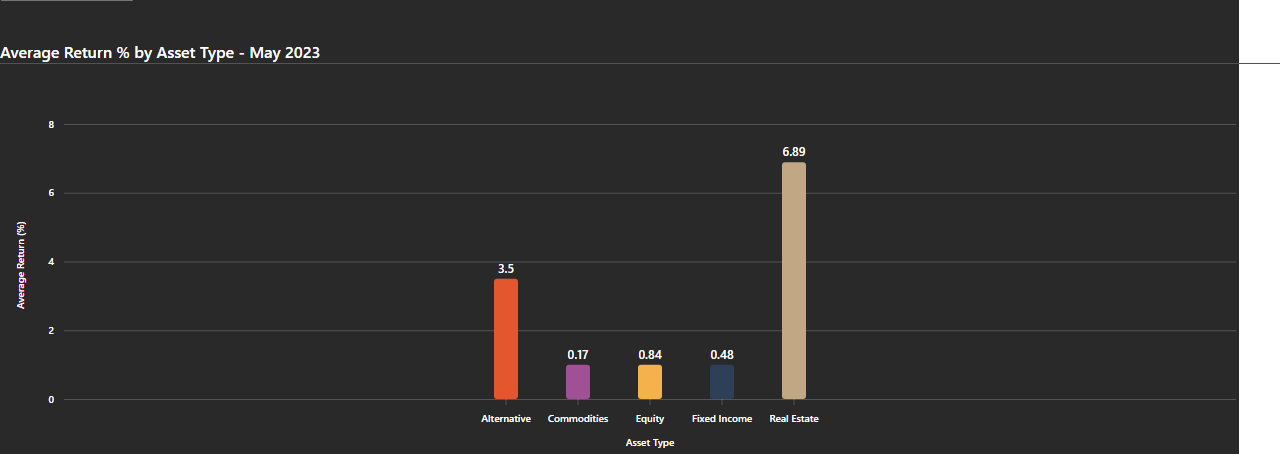 Average Return % by Asset Type - May 2023
8
6
4
2
0
Average Return (%)
3.5
0.17
0.84
0.48
6.89
Alternative
Commodities
Equity
Fixed Income
Real Estate
Asset Type